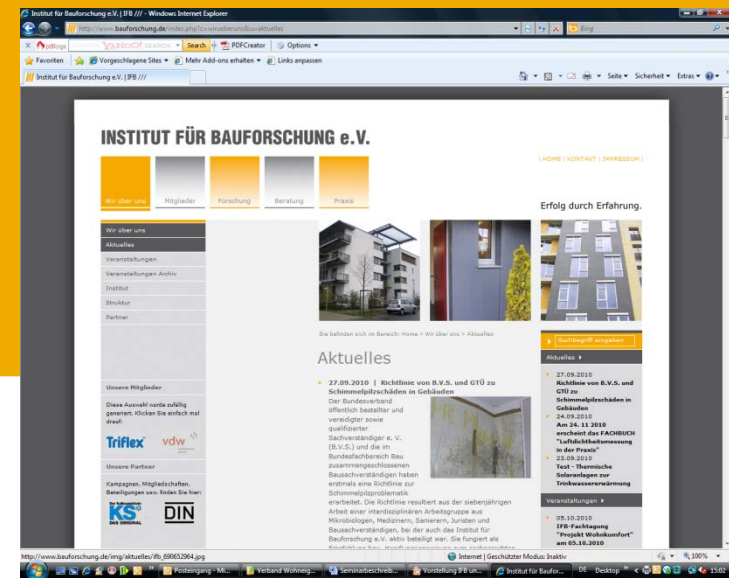 Institut für Bauforschung e.V. | IFB /// - Windows Internet Explorer
Bing
YAHOO! SEARCH
Search
PDFCreator
Options
Favoriten
Vorgeschlagene Sites
Mehr Add-ons erhalten
Links anpassen
Institut für Bauforschung e.V. | IFB ///
Seite
Sicherheit
Extras
INSTITUT FÜR BAUFORSCHUNG e.V.
| HOME | KONTAKT | IMPRESSUM |
Wir über uns
Mitglieder
Forschung
Beratung
Praxis
Erfolg durch Erfahrung.
Wir über uns
Aktuelles
Veranstaltungen
Veranstaltungen Archiv
Institut
Struktur
Partner
Unsere Mitglieder
Diese Auswahl wurde zufällig
generiert. Klicken Sie einfach mal
drauf:
Triflex
vdw
Unsere Partner
Kampagnen, Mitgliedschaften,
Beteiligungen usw. finden Sie hier:
KS
DAS ORIGINAL
DIN
Sie befinden sich im Bereich: Home > Wir über uns > Aktuelles
Aktuelles
27.09.2010 | Richtlinie von B.V.S. und GTÜ zu
Schimmelpilzschäden in Gebäuden
Der Bundesverband
öffentlich bestellter und
vereidigter sowie
qualifizierter
Sachverständiger e. V.
(B.V.S.) und die im
Bundesfachbereich Bau
zusammengeschlossenen
Bausachverständigen haben
erstmals eine Richtlinie zur
Schimmelpilzproblematik
erarbeitet. Die Richtlinie resultiert aus der siebenjährigen
Arbeit einer interdisziplinären Arbeitsgruppe aus
Mikrobiologen, Medizinern, Sanierern, Juristen und
Bausachverständigen, bei der auch das Institut für
Bauforschung e.V. aktiv beteiligt war. Sie fungiert als
Suchbegriff eingeben
Aktuelles
27.09.2010
Richtlinie von B.V.S. und
GTÜ zu
Schimmelpilzschäden in
Gebäuden
24.09.2010
Am 24. 11 2010
erscheint das FACHBUCH
"Luftdichtheitsmessung
in der Praxis"
23.09.2010
Test - Thermische
Solaranlagen zur
Trinkwassererwärmung
Veranstaltungen
05.10.2010
IFB-Fachtagung
"Projekt Wohnkomfort"
am 05.10.2010
http://www.bauforschung.de/img/aktuelles/ifb_690852964.jpg
Internet | Geschützter Modus: Inaktiv
100%
Posteingang - Mi...
Verband Wohneig...
Seminarbeschreib...
Vorstellung IFB un...
Institut für Baufor...
DE
Desktop
15:02